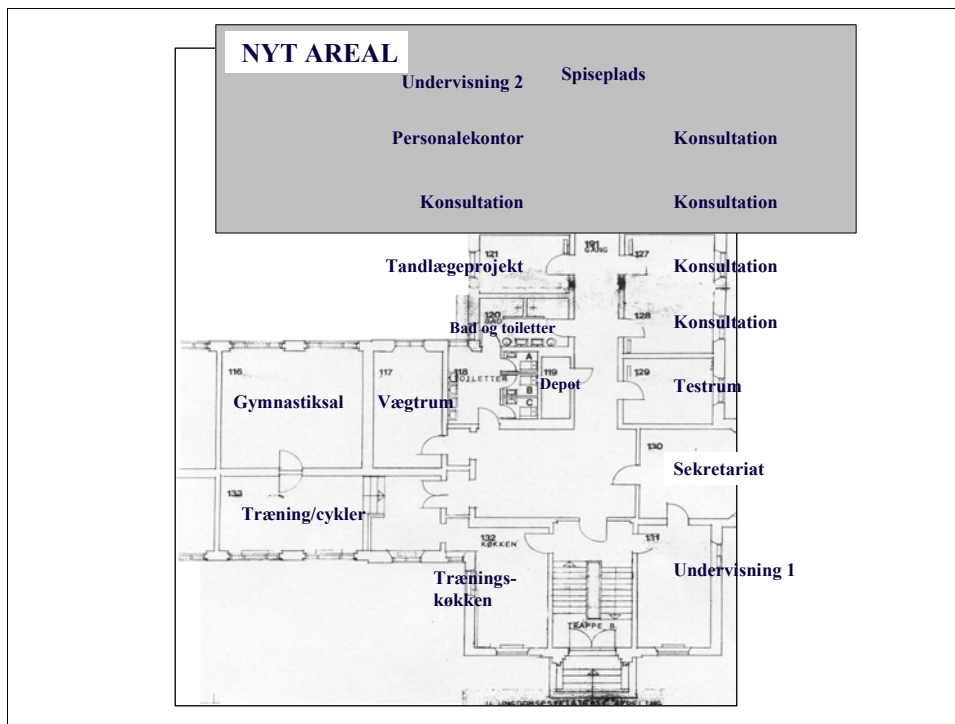 NYT AREAL
Undervisning 2
Spiseplads
Personalekontor
Konsultation
Konsultation
Konsultation
121
191
GANG
127
Tandlægeprojekt
Konsultation
120
BAD
128
Bad og toiletter
Konsultation
116
117
118
TOILETTER
A
B
C
119
Depot
129
Testrum
Gymnastiksal
Vægtrum
130
Sekretariat
133
Træning/cykler
132
KØKKEN
131
Trænings-
køkken
Undervisning 1
TRAPPE B